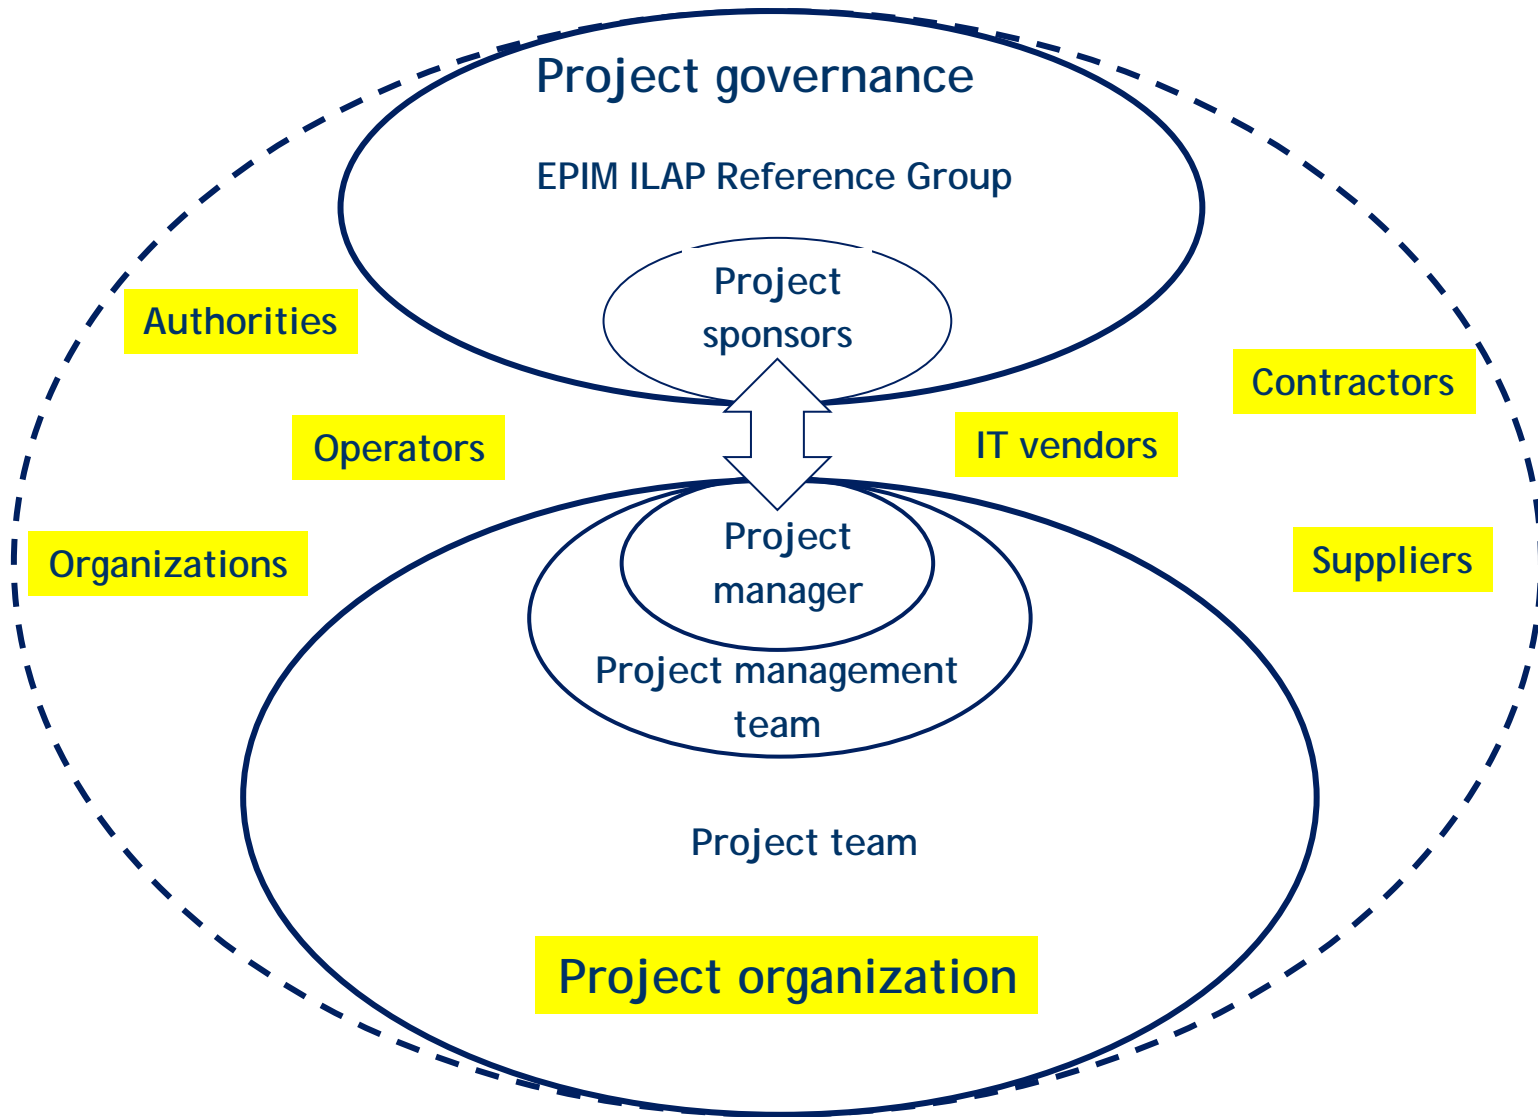 Project governance
EPIM ILAP Reference Group
Project
sponsors
Authorities
Contractors
Operators
IT vendors
Organizations
Suppliers
Project
manager
Project management
team
Project team
Project organization